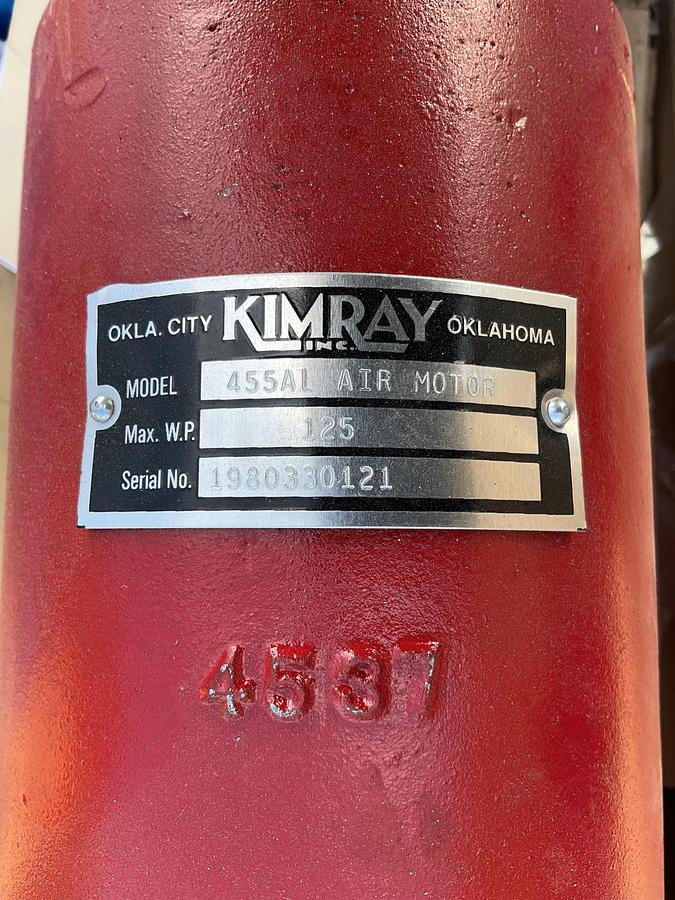 OKLA. CITY KIMRAY INC. OKLAHOMA
MODEL 455AL AIR MOTOR
Max. W.P. 125
Serial No. 1980330121
4537